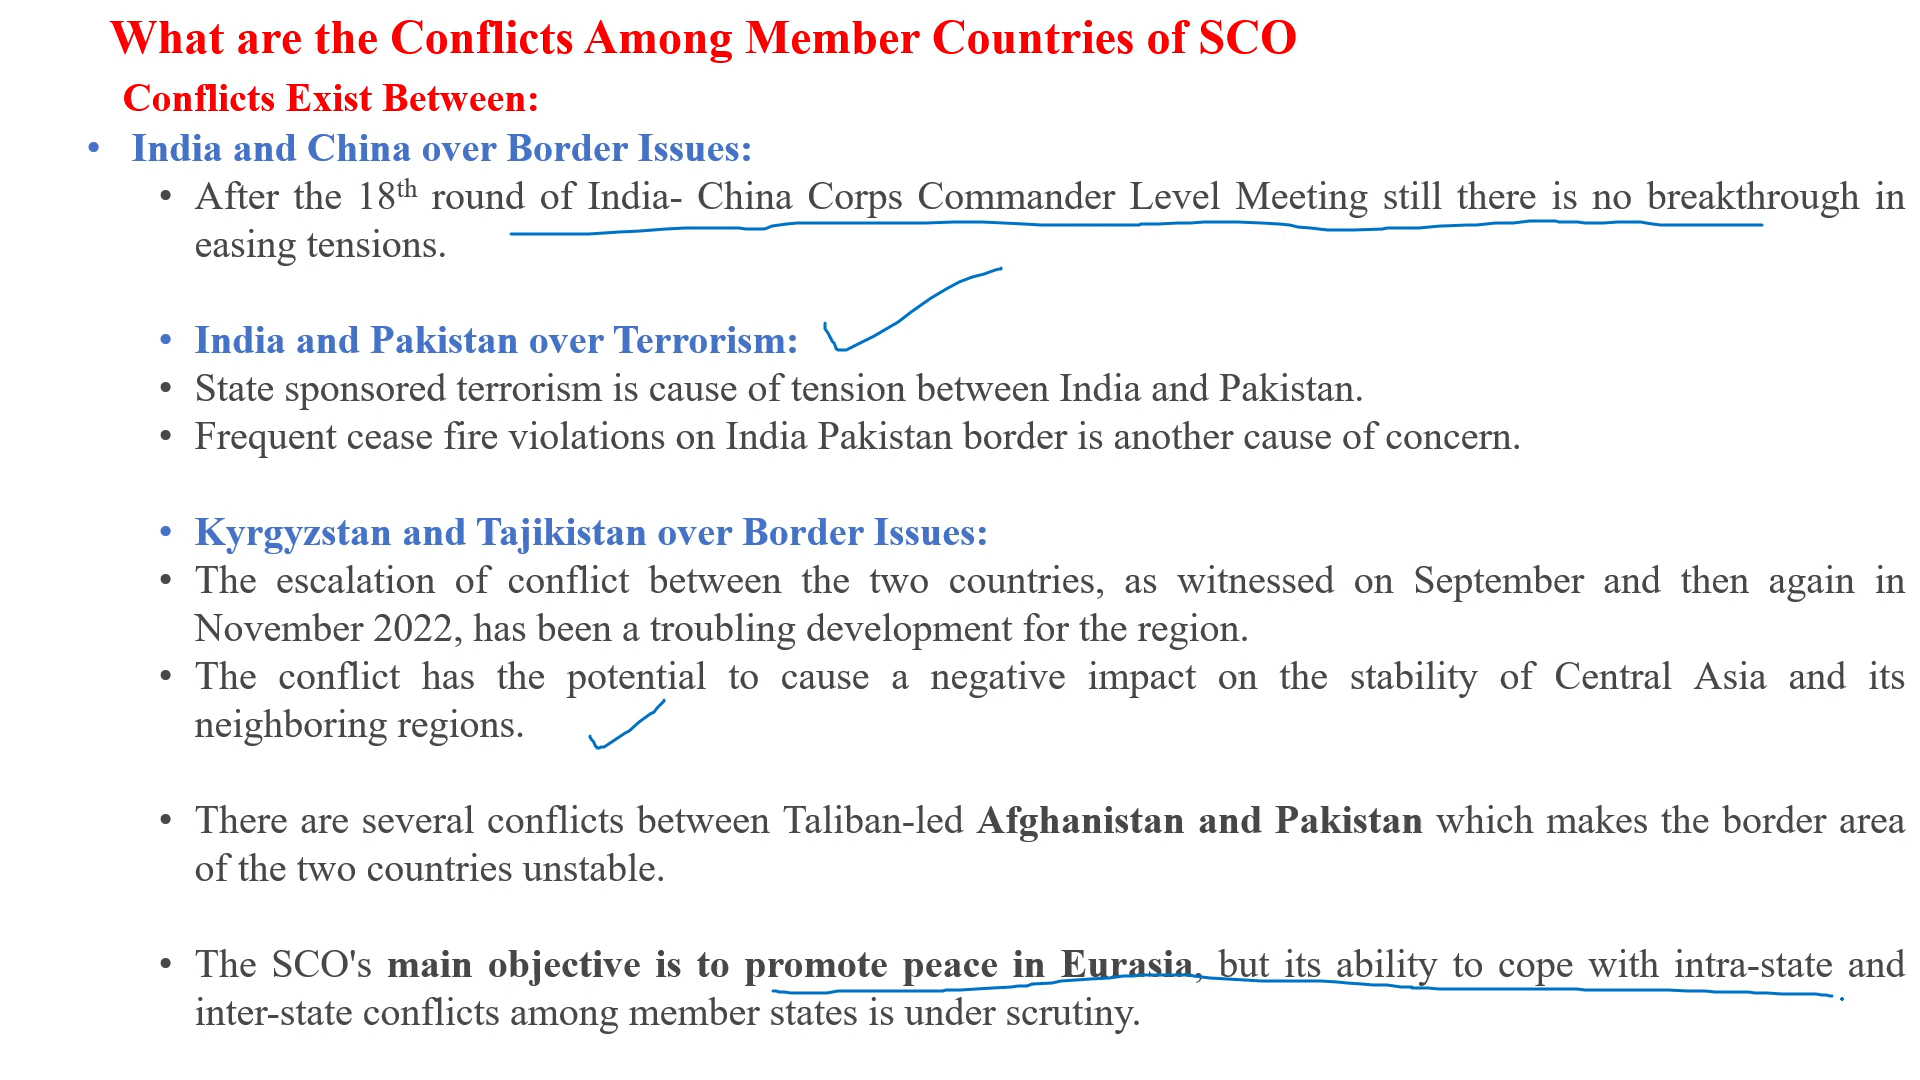 What are the Conflicts Among Member Countries of SCO
Conflicts Exist Between:
• India and China over Border Issues:
• After the 18th round of India- China Corps Commander Level Meeting still there is no breakthrough in
easing tensions.
• India and Pakistan over Terrorism:
• State sponsored terrorism is cause of tension between India and Pakistan.
• Frequent cease fire violations on India Pakistan border is another cause of concern.
• Kyrgyzstan and Tajikistan over Border Issues:
• The escalation of conflict between the two countries, as witnessed on September and then again in
November 2022, has been a troubling development for the region.
• The conflict has the potential to cause a negative impact on the stability of Central Asia and its
neighboring regions.
• There are several conflicts between Taliban-led Afghanistan and Pakistan which makes the border area
of the two countries unstable.
• The SCO's main objective is to promote peace in Eurasia, but its ability to cope with intra-state and
inter-state conflicts among member states is under scrutiny.